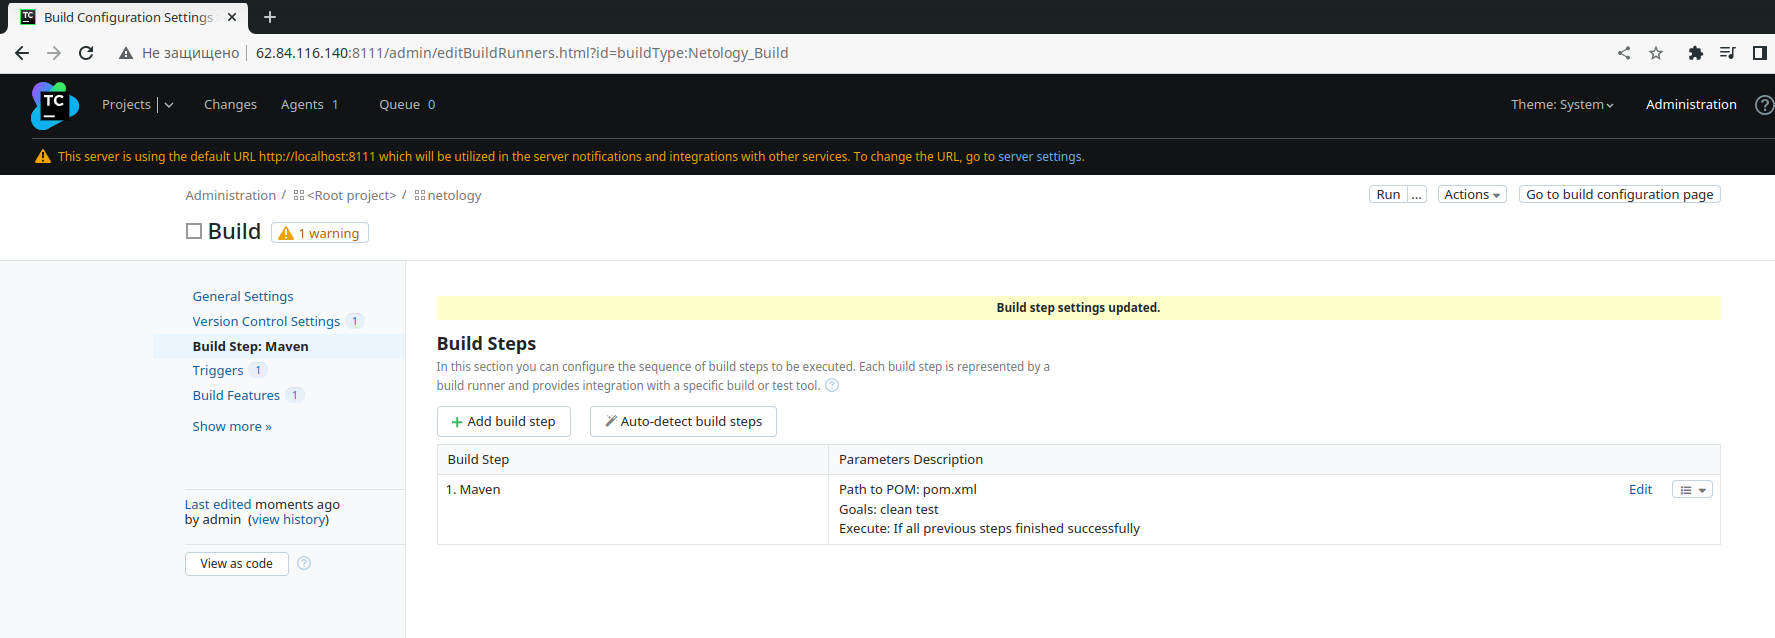 Build Configuration Settings
Не защищено 62.84.116.140:8111/admin/editBuildRunners.html?id=buildType:Netology_Build
TC Projects Changes Agents 1 Queue 0 Theme: System Administration ?
This server is using the default URL http://localhost:8111 which will be utilized in the server notifications and integrations with other services. To change the URL, go to server settings.
Administration / <Root project> / netology Run ... Actions Go to build configuration page
Build 1 warning
General Settings
Version Control Settings 1
Build Step: Maven
Triggers 1
Build Features 1
Show more »
Last edited moments ago
by admin (view history)
View as code ?
Build step settings updated.
Build Steps
In this section you can configure the sequence of build steps to be executed. Each build step is represented by a
build runner and provides integration with a specific build or test tool. ?
Add build step Auto-detect build steps
Build Step Parameters Description
1. Maven Path to POM: pom.xml Edit
Goals: clean test
Execute: If all previous steps finished successfully